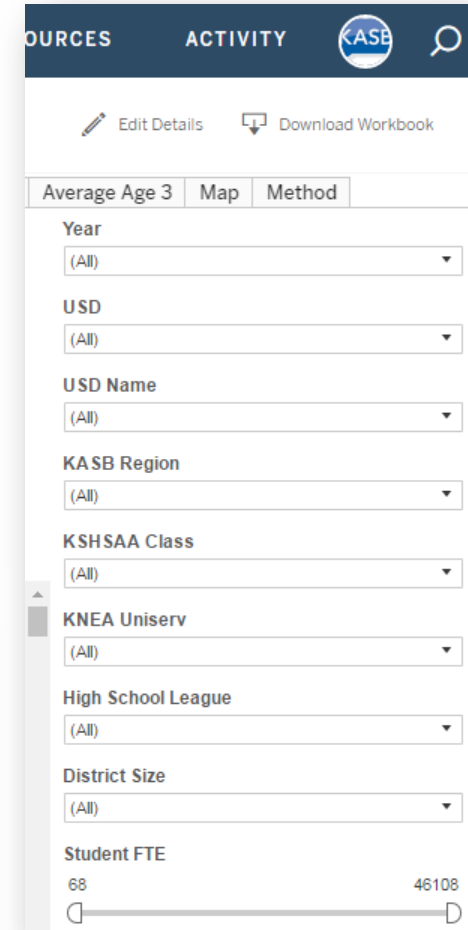 OURCES ACTIVITY KASB
Edit Details Download Workbook
Average Age 3 Map Method
Year
(All)
USD
(All)
USD Name
(All)
KASB Region
(All)
KSHSAA Class
(All)
KNEA Uniserv
(All)
High School League
(All)
District Size
(All)
Student FTE
68 46108